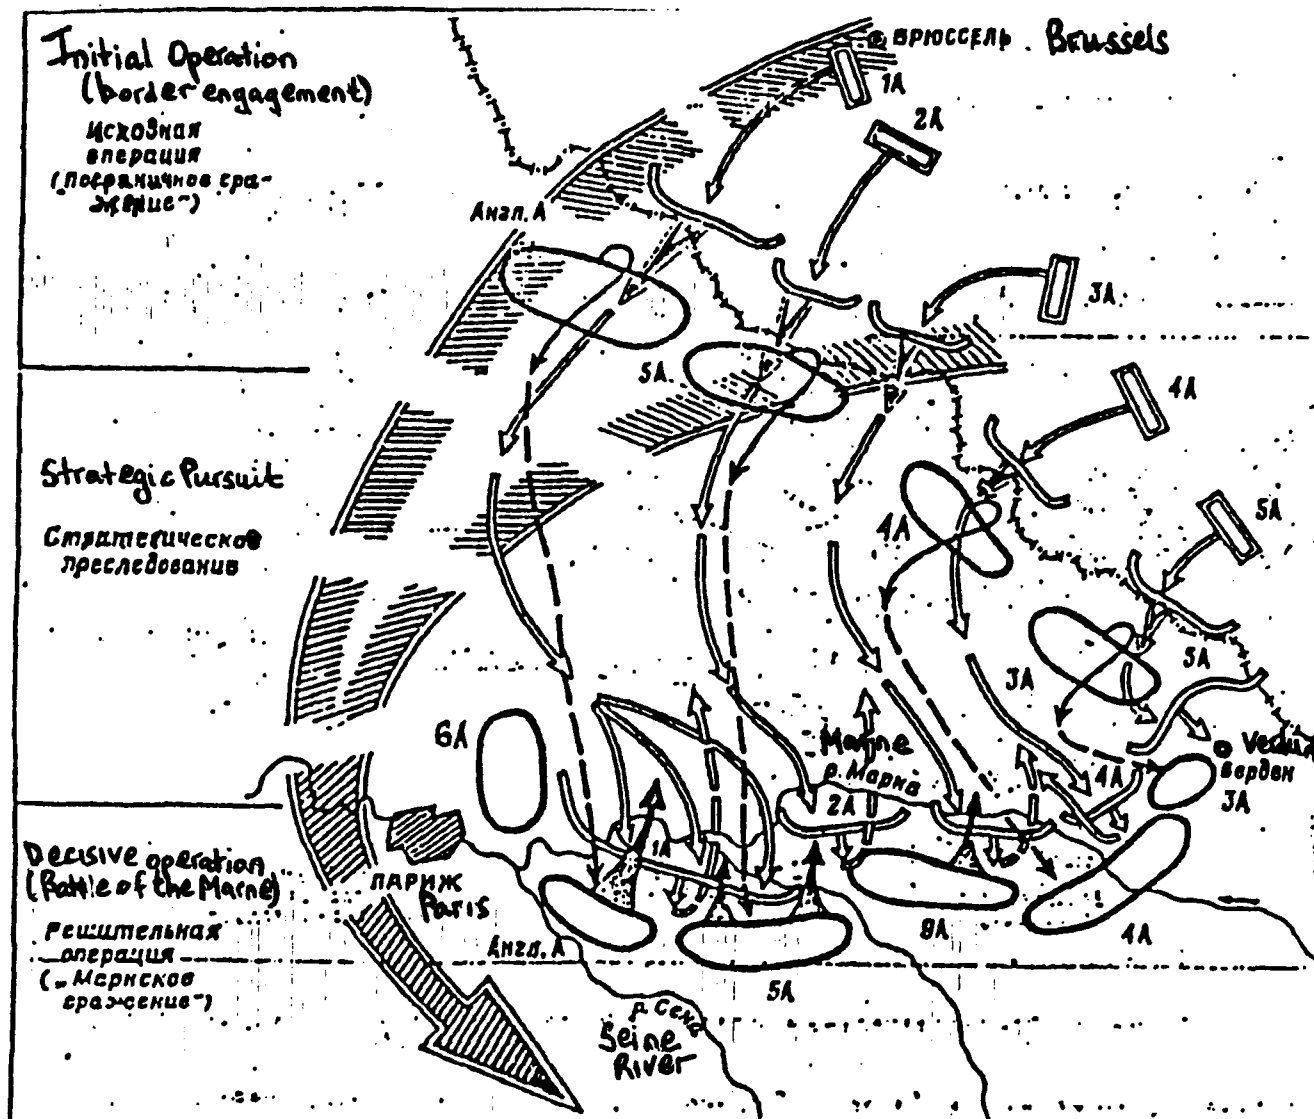 Initial Operation
(border engagement)
Исходная
операция
(„Пограничное сра-
жение“)
БРЮССЕЛЬ. Brussels
1А
2А
Англ. А
3А
5А
4А
5А
4А
Strategic Pursuit
Стратегическое
преследование
5А
3А
6А
Marne
р. Марна
Verdun
Верден
4А
3А
2А
1А
Decisive operation
(Battle of the Marne)
Решительная
операция
(„Марнское
сражение“)
ПАРИЖ
Paris
Англ. А
9А
4А
5А
р. Сена
Seine
River